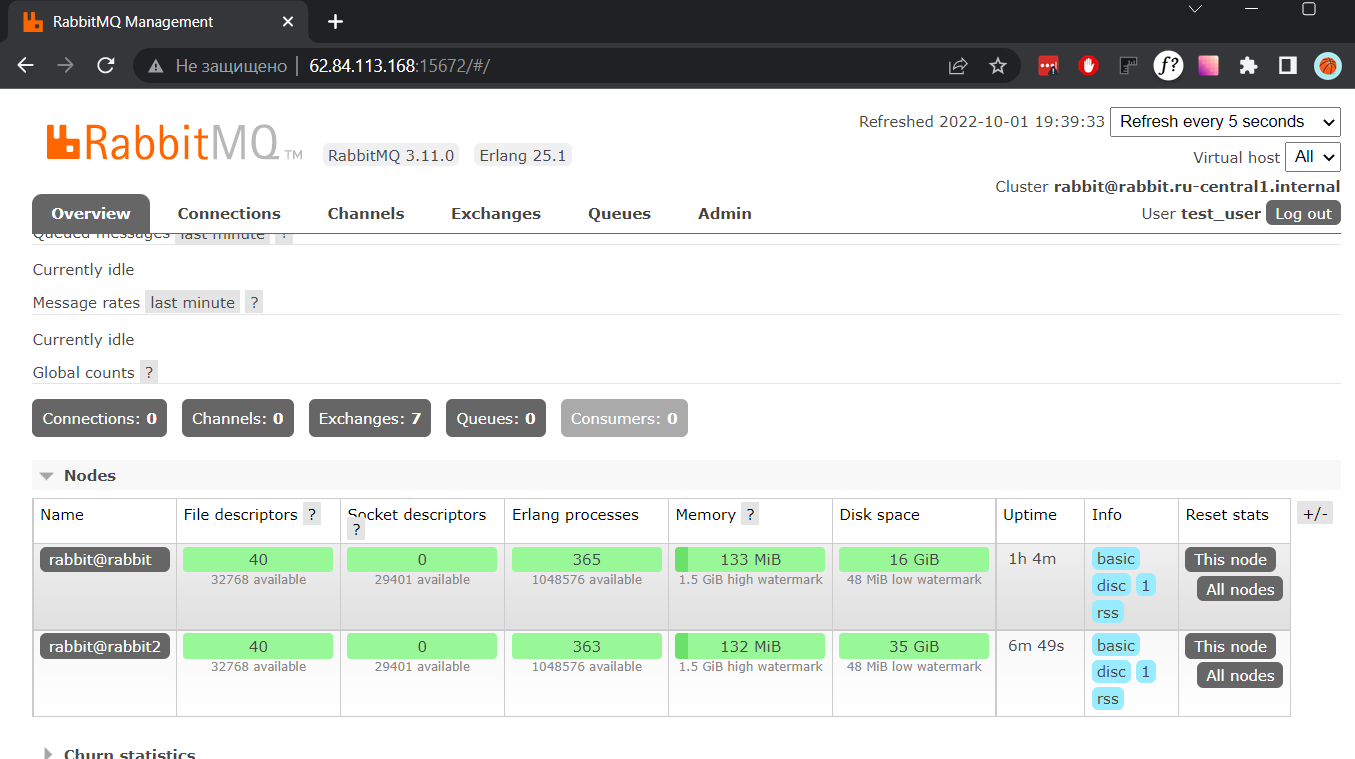 RabbitMQ Management
Не защищено | 62.84.113.168:15672/#/
f?
RabbitMQ TM
RabbitMQ 3.11.0 Erlang 25.1
Refreshed 2022-10-01 19:39:33 Refresh every 5 seconds
Virtual host All
Cluster rabbit@rabbit.ru-central1.internal
User test_user Log out
Overview Connections Channels Exchanges Queues Admin
Queued messages last minute ?
Currently idle
Message rates last minute ?
Currently idle
Global counts ?
Connections: 0 Channels: 0 Exchanges: 7 Queues: 0 Consumers: 0
Nodes
Name File descriptors ? Socket descriptors ? Erlang processes Memory ? Disk space Uptime Info Reset stats +/-
rabbit@rabbit 40 0 365 133 MiB 16 GiB 1h 4m basic This node
32768 available 29401 available 1048576 available 1.5 GiB high watermark 48 MiB low watermark disc 1 All nodes
rss
rabbit@rabbit2 40 0 363 132 MiB 35 GiB 6m 49s basic This node
32768 available 29401 available 1048576 available 1.5 GiB high watermark 48 MiB low watermark disc 1 All nodes
rss
Churn statistics